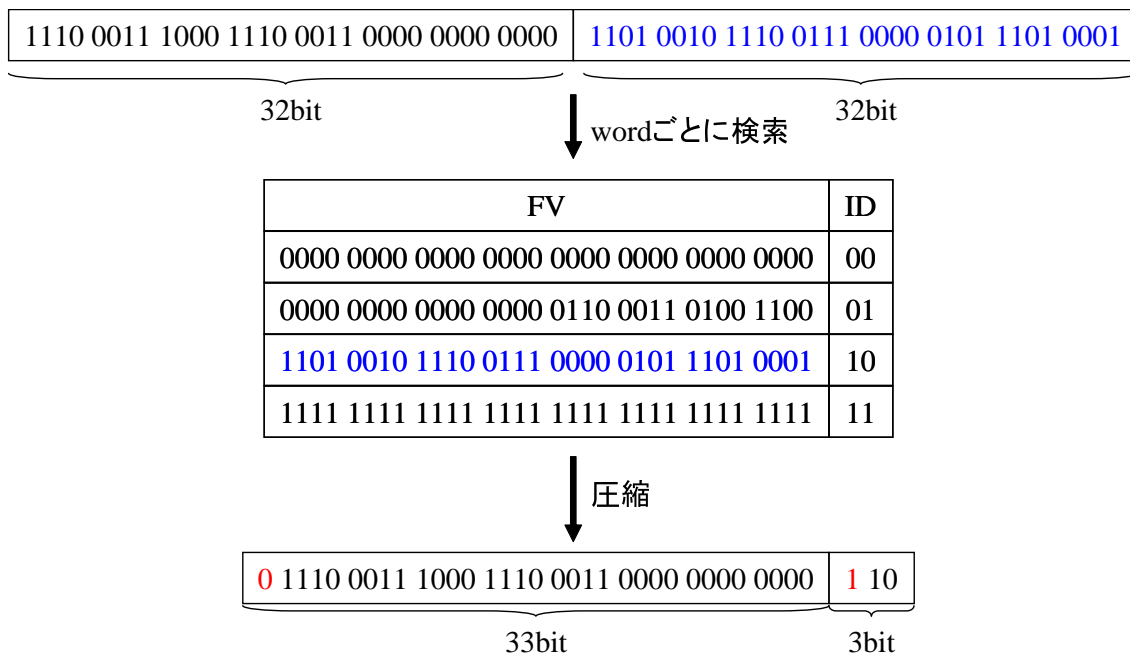 1110 0011 1000 1110 0011 0000 0000 0000 1101 0010 1110 0111 0000 0101 1101 0001
32bit 32bit
wordごとに検索
FV ID
0000 0000 0000 0000 0000 0000 0000 0000 00
0000 0000 0000 0000 0110 0011 0100 1100 01
1101 0010 1110 0111 0000 0101 1101 0001 10
1111 1111 1111 1111 1111 1111 1111 1111 11
圧縮
0 1110 0011 1000 1110 0011 0000 0000 0000 1 10
33bit 3bit